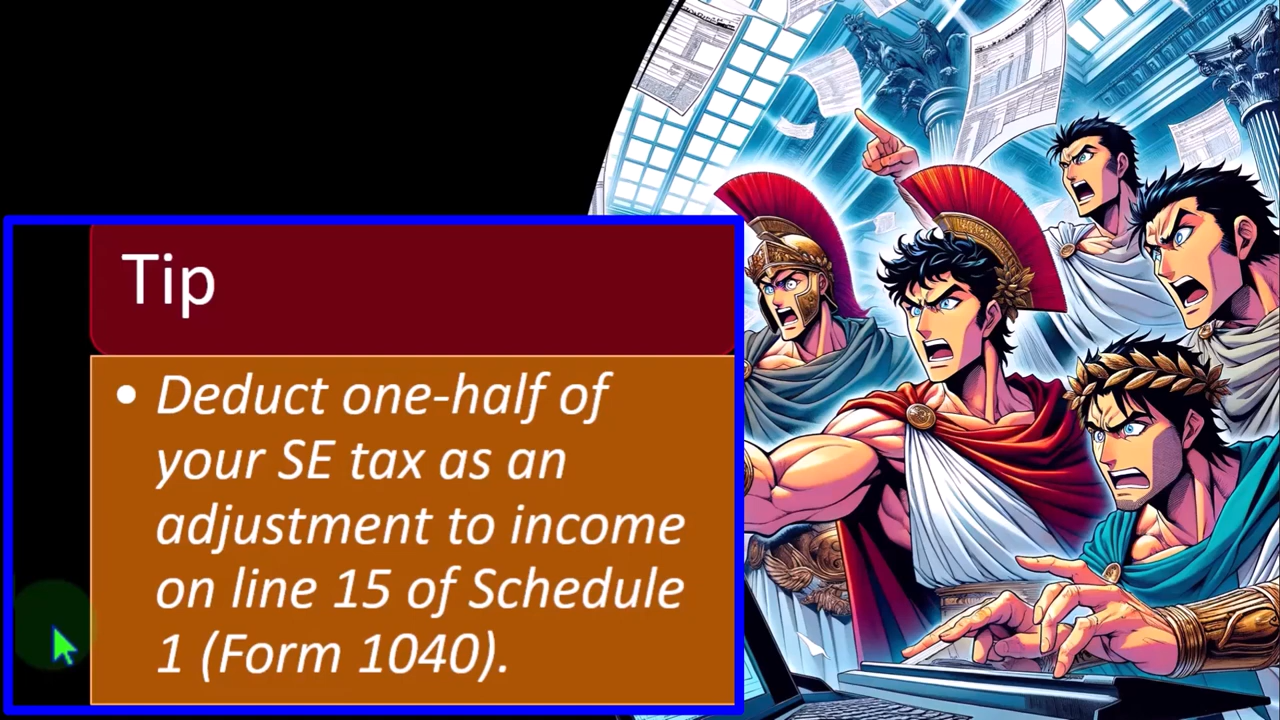 Tip
• Deduct one-half of
your SE tax as an
adjustment to income
on line 15 of Schedule
1 (Form 1040).